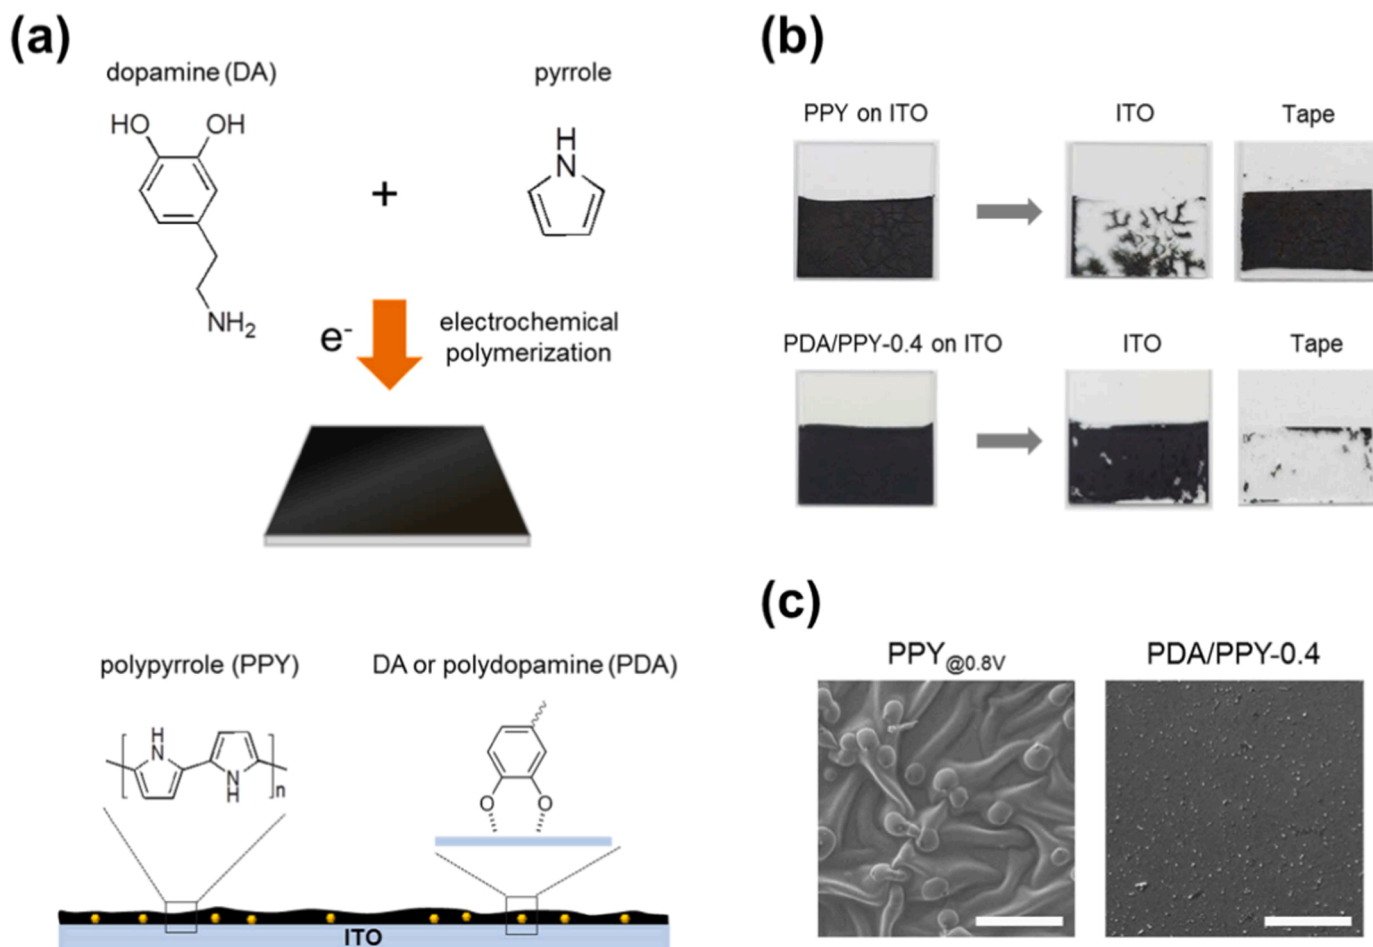 (a)
dopamine (DA)
pyrrole
HO
OH
H
N
+
NH2
e-
electrochemical
polymerization
polypyrrole (PPY)
DA or polydopamine (PDA)
H
N
N
H
n
O
O
ITO
(b)
PPY on ITO
ITO
Tape
PDA/PPY-0.4 on ITO
ITO
Tape
(c)
PPY@0.8V
PDA/PPY-0.4